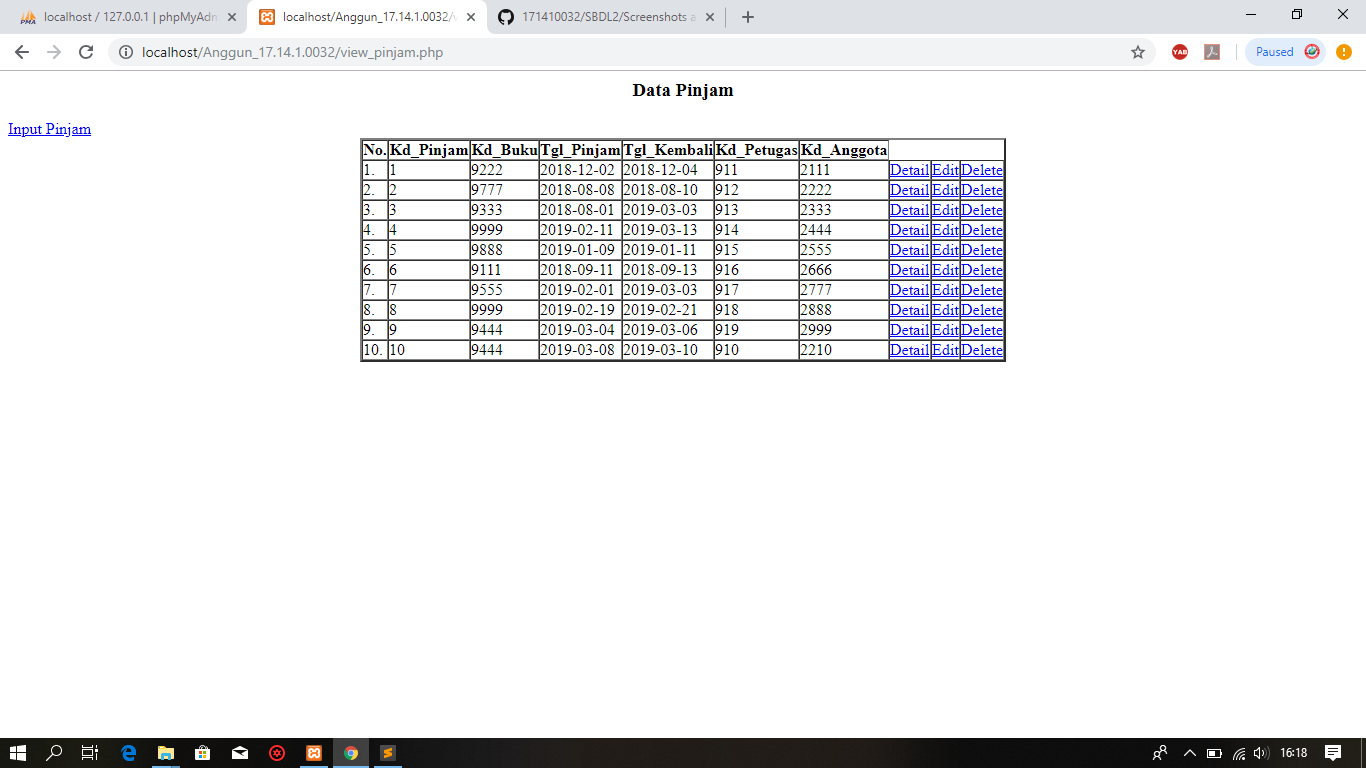 localhost / 127.0.0.1 | phpMyAdm
localhost/Anggun_17.14.1.0032/v
171410032/SBDL2/Screenshots a
localhost/Anggun_17.14.1.0032/view_pinjam.php
YAB
Paused
Data Pinjam
Input Pinjam
No. Kd_Pinjam Kd_Buku Tgl_Pinjam Tgl_Kembali Kd_Petugas Kd_Anggota
1. 1 9222 2018-12-02 2018-12-04 911 2111 Detail Edit Delete
2. 2 9777 2018-08-08 2018-08-10 912 2222 Detail Edit Delete
3. 3 9333 2018-08-01 2019-03-03 913 2333 Detail Edit Delete
4. 4 9999 2019-02-11 2019-03-13 914 2444 Detail Edit Delete
5. 5 9888 2019-01-09 2019-01-11 915 2555 Detail Edit Delete
6. 6 9111 2018-09-11 2018-09-13 916 2666 Detail Edit Delete
7. 7 9555 2019-02-01 2019-03-03 917 2777 Detail Edit Delete
8. 8 9999 2019-02-19 2019-02-21 918 2888 Detail Edit Delete
9. 9 9444 2019-03-04 2019-03-06 919 2999 Detail Edit Delete
10. 10 9444 2019-03-08 2019-03-10 910 2210 Detail Edit Delete
16:18